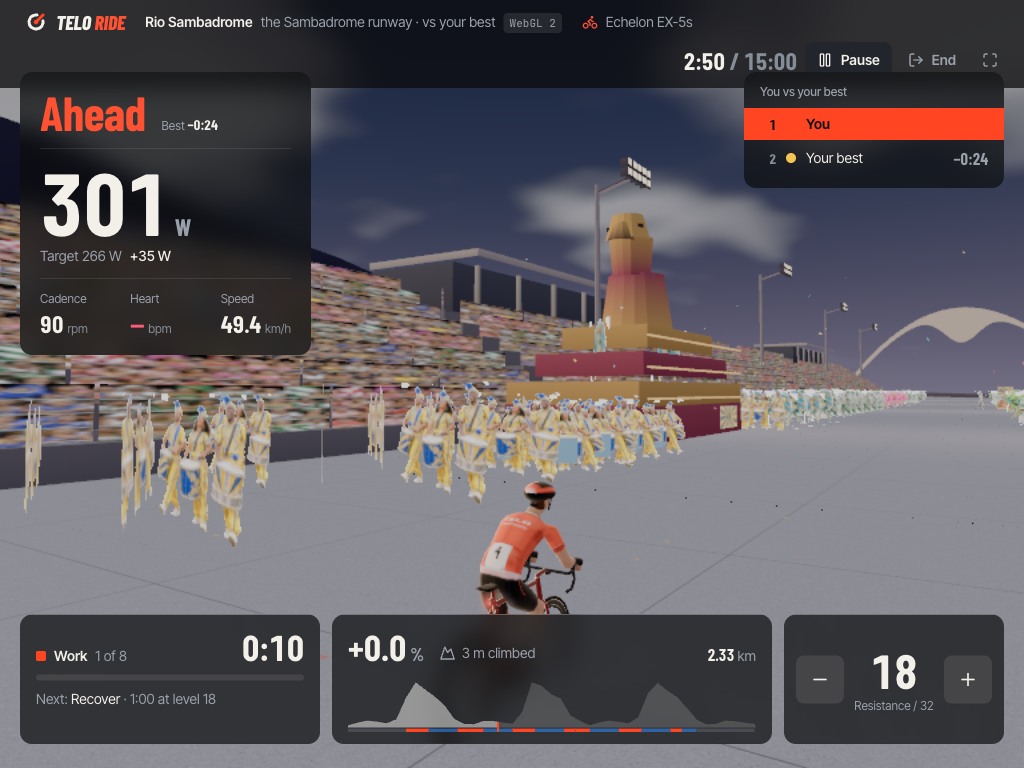 TELO RIDE Rio Sambadrome the Sambadrome runway · vs your best WebGL 2 Echelon EX-5s
2:50 / 15:00 Pause End
Ahead Best −0:24
301 W
Target 266 W +35 W
Cadence Heart Speed
90 rpm — bpm 49.4 km/h
You vs your best
1 You
2 Your best −0:24
4
Work 1 of 8 0:10
Next: Recover · 1:00 at level 18
+0.0 % 3 m climbed 2.33 km
− 18 +
Resistance / 32